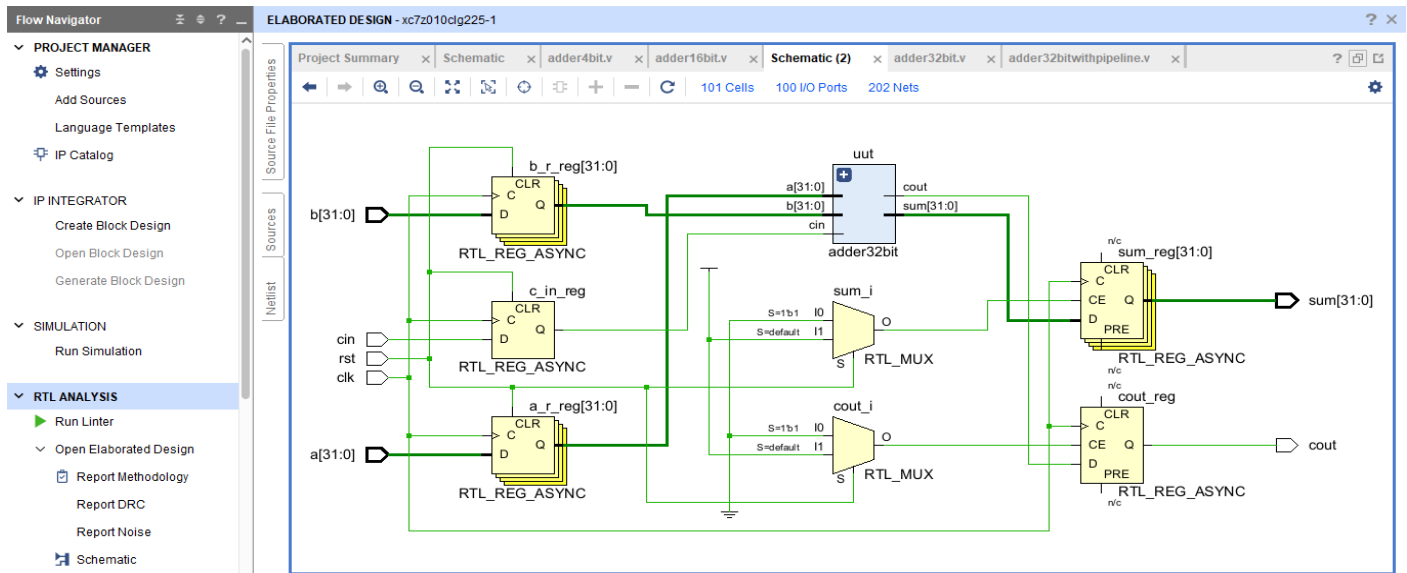 Flow Navigator
ELABORATED DESIGN - xc7z010clg225-1
PROJECT MANAGER
Settings
Add Sources
Language Templates
IP Catalog
IP INTEGRATOR
Create Block Design
Open Block Design
Generate Block Design
SIMULATION
Run Simulation
RTL ANALYSIS
Run Linter
Open Elaborated Design
Report Methodology
Report DRC
Report Noise
Schematic
Source File Properties
Sources
Netlist
Project Summary
Schematic
adder4bit.v
adder16bit.v
Schematic (2)
adder32bit.v
adder32bitwithpipeline.v
101 Cells
100 I/O Ports
202 Nets
b_r_reg[31:0]
CLR
C
Q
D
RTL_REG_ASYNC
b[31:0]
c_in_reg
CLR
C
Q
D
RTL_REG_ASYNC
cin
rst
clk
a_r_reg[31:0]
CLR
C
Q
D
RTL_REG_ASYNC
a[31:0]
uut
a[31:0]
b[31:0]
cin
cout
sum[31:0]
adder32bit
sum_i
S=1'b1 I0
S=default I1
O
S
RTL_MUX
cout_i
S=1'b1 I0
S=default I1
O
S
RTL_MUX
n/c
sum_reg[31:0]
CLR
C
CE Q
D
PRE
RTL_REG_ASYNC
n/c
sum[31:0]
n/c
cout_reg
CLR
C
CE Q
D
PRE
RTL_REG_ASYNC
n/c
cout